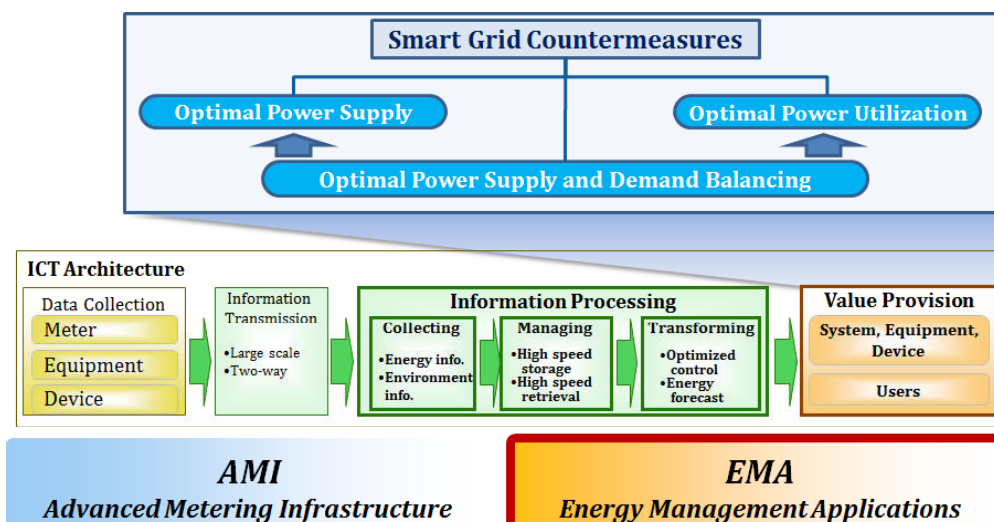 Smart Grid Countermeasures
Optimal Power Supply
Optimal Power Utilization
Optimal Power Supply and Demand Balancing
ICT Architecture
Data Collection
Meter
Equipment
Device
Information
Transmission
•Large scale
•Two-way
Information Processing
Collecting
•Energy info.
•Environment
info.
Managing
•High speed
storage
•High speed
retrieval
Transforming
•Optimized
control
•Energy
forecast
Value Provision
System, Equipment,
Device
Users
AMI
Advanced Metering Infrastructure
EMA
Energy Management Applications